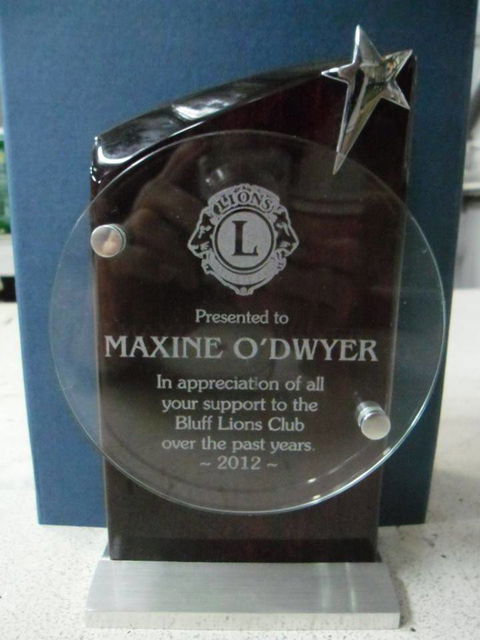 LIONS
L
Presented to
MAXINE O'DWYER
In appreciation of all
your support to the
Bluff Lions Club
over the past years.
~ 2012 ~